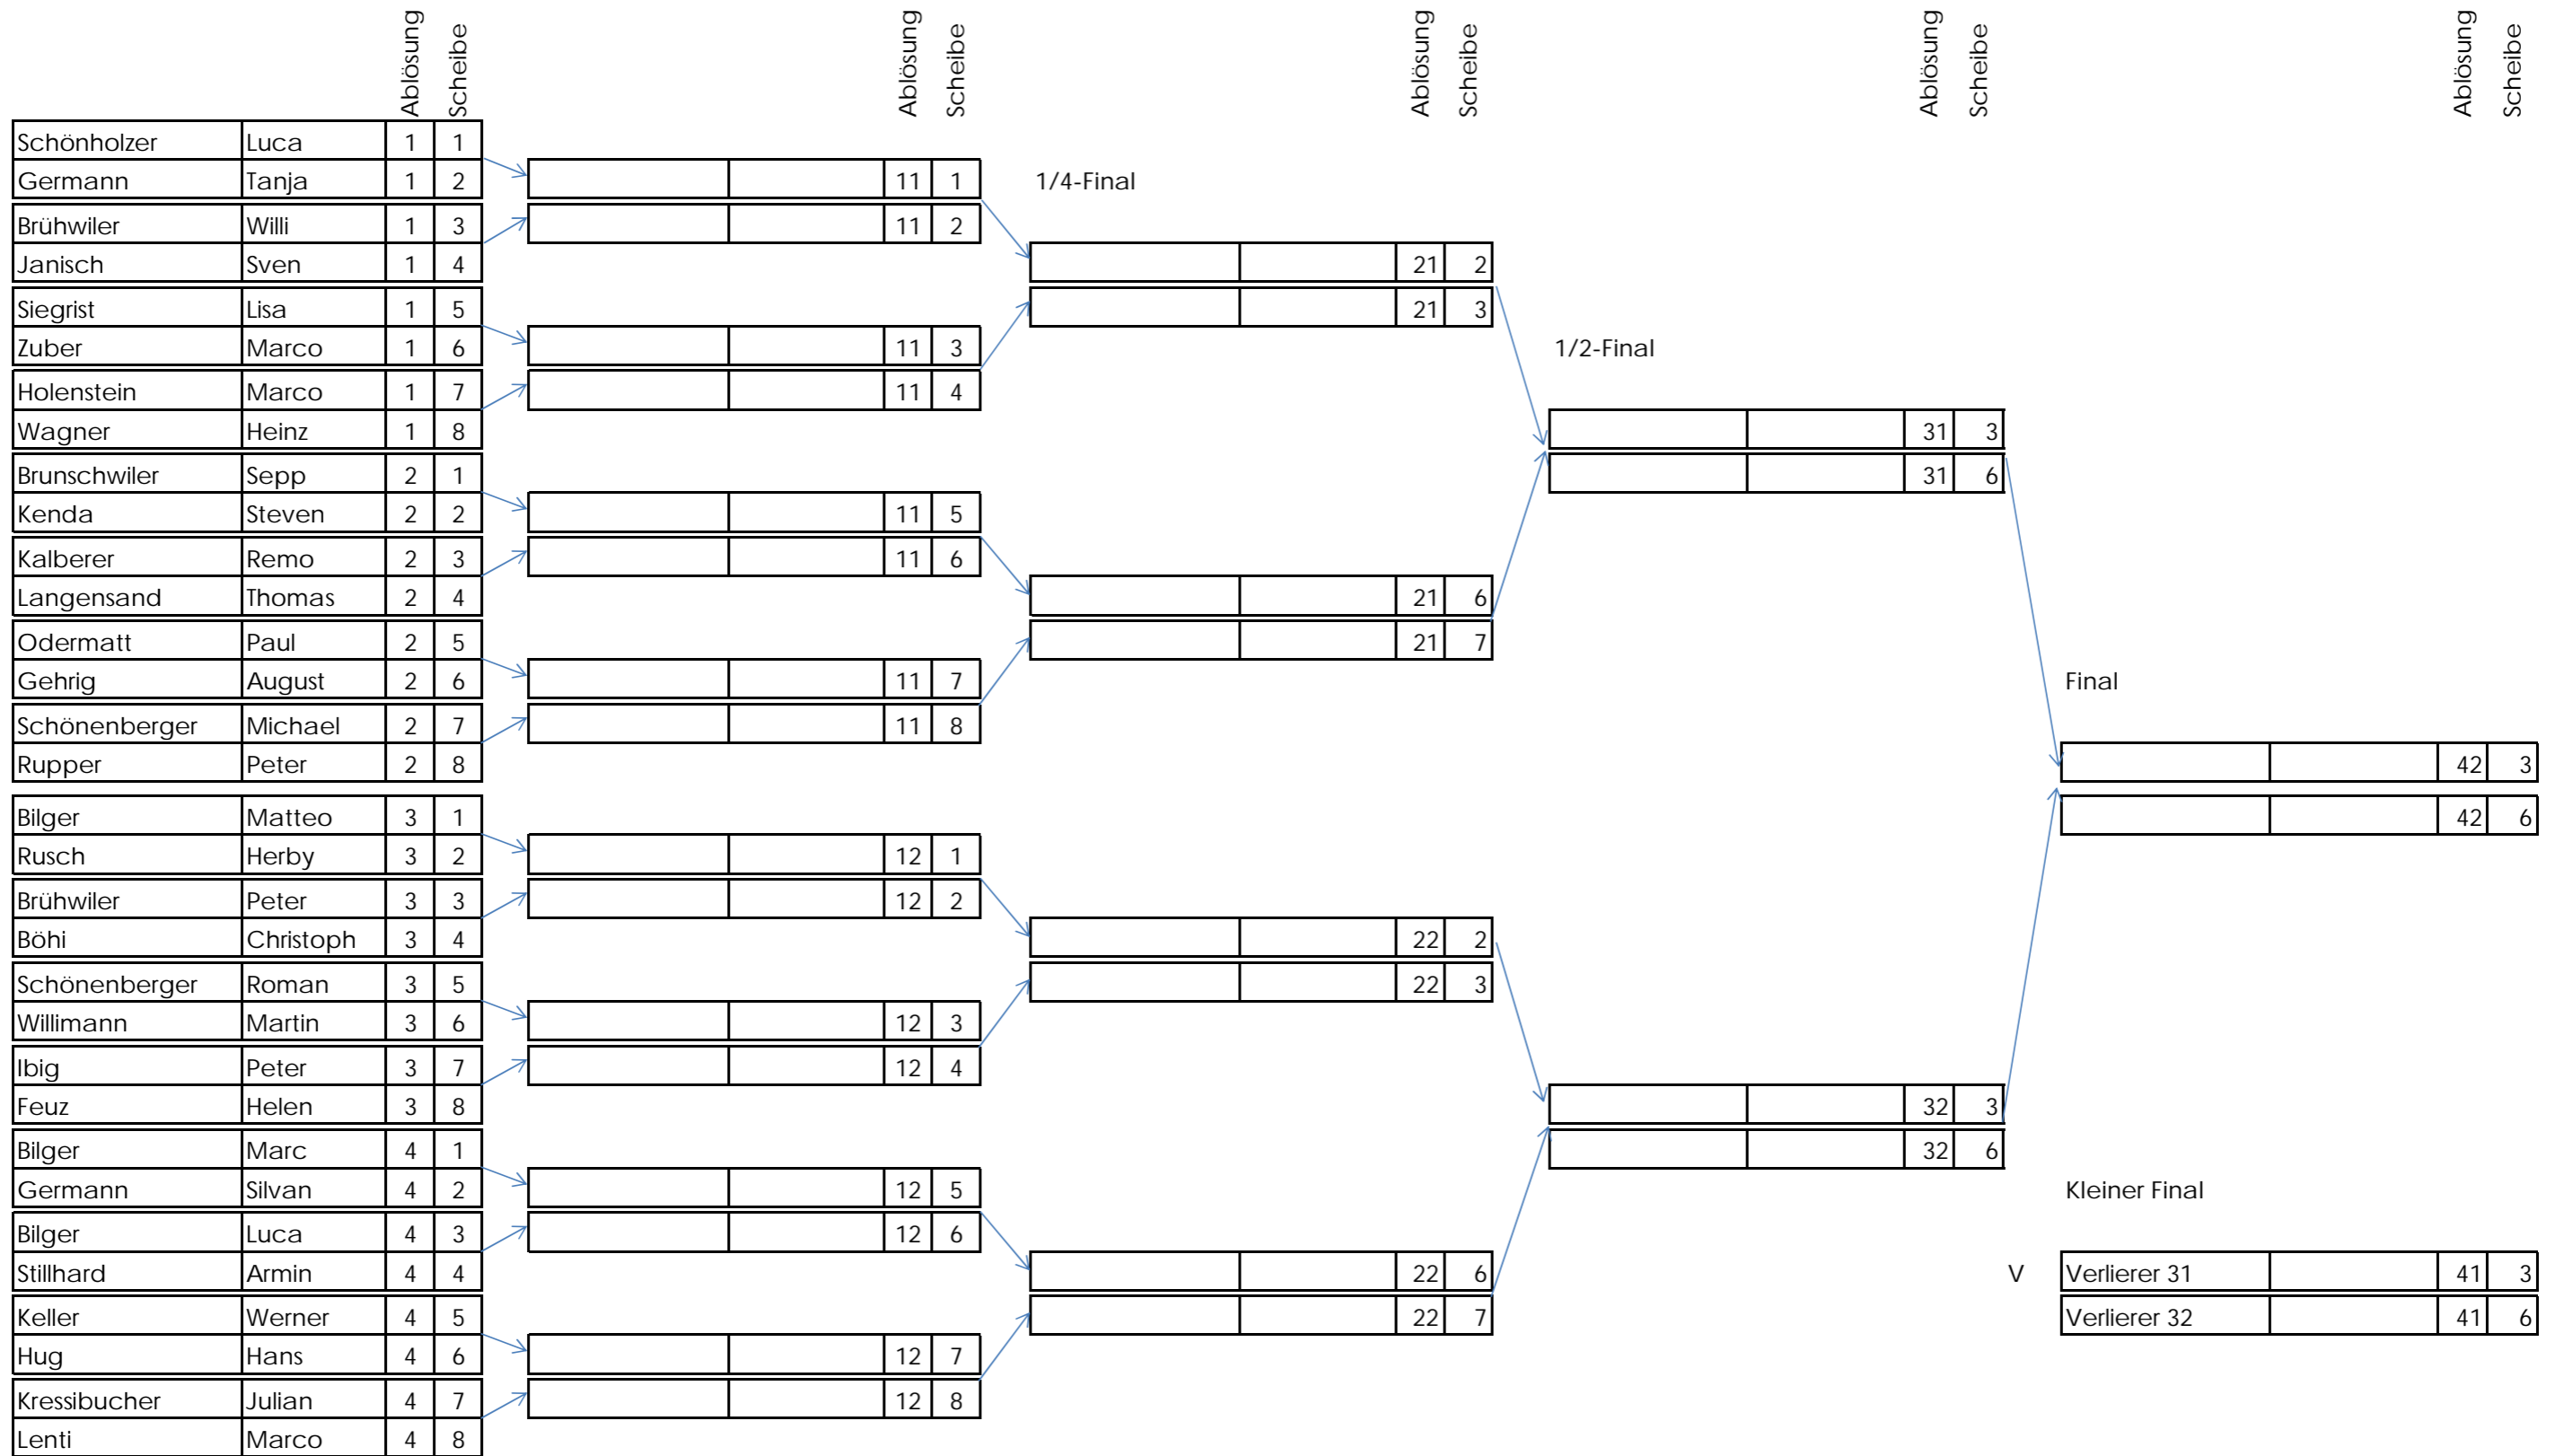 Ablösung Scheibe Ablösung Scheibe Ablösung Scheibe Ablösung Scheibe Ablösung Scheibe
Schönholzer Luca 1 1
Germann Tanja 1 2 11 1 1/4-Final
Brühwiler Willi 1 3 11 2
Janisch Sven 1 4 21 2
Siegrist Lisa 1 5 21 3
Zuber Marco 1 6 11 3 1/2-Final
Holenstein Marco 1 7 11 4
Wagner Heinz 1 8 31 3
Brunschwiler Sepp 2 1 31 6
Kenda Steven 2 2 11 5
Kalberer Remo 2 3 11 6
Langensand Thomas 2 4 21 6
Odermatt Paul 2 5 21 7
Gehrig August 2 6 11 7 Final
Schönenberger Michael 2 7 11 8
Rupper Peter 2 8 42 3
Bilger Matteo 3 1 42 6
Rusch Herby 3 2 12 1
Brühwiler Peter 3 3 12 2
Böhi Christoph 3 4 22 2
Schönenberger Roman 3 5 22 3
Willimann Martin 3 6 12 3
Ibig Peter 3 7 12 4
Feuz Helen 3 8 32 3
Bilger Marc 4 1 32 6
Germann Silvan 4 2 12 5 Kleiner Final
Bilger Luca 4 3 12 6
Stillhard Armin 4 4 22 6 V Verlierer 31 41 3
Keller Werner 4 5 22 7 Verlierer 32 41 6
Hug Hans 4 6 12 7
Kressibucher Julian 4 7 12 8
Lenti Marco 4 8